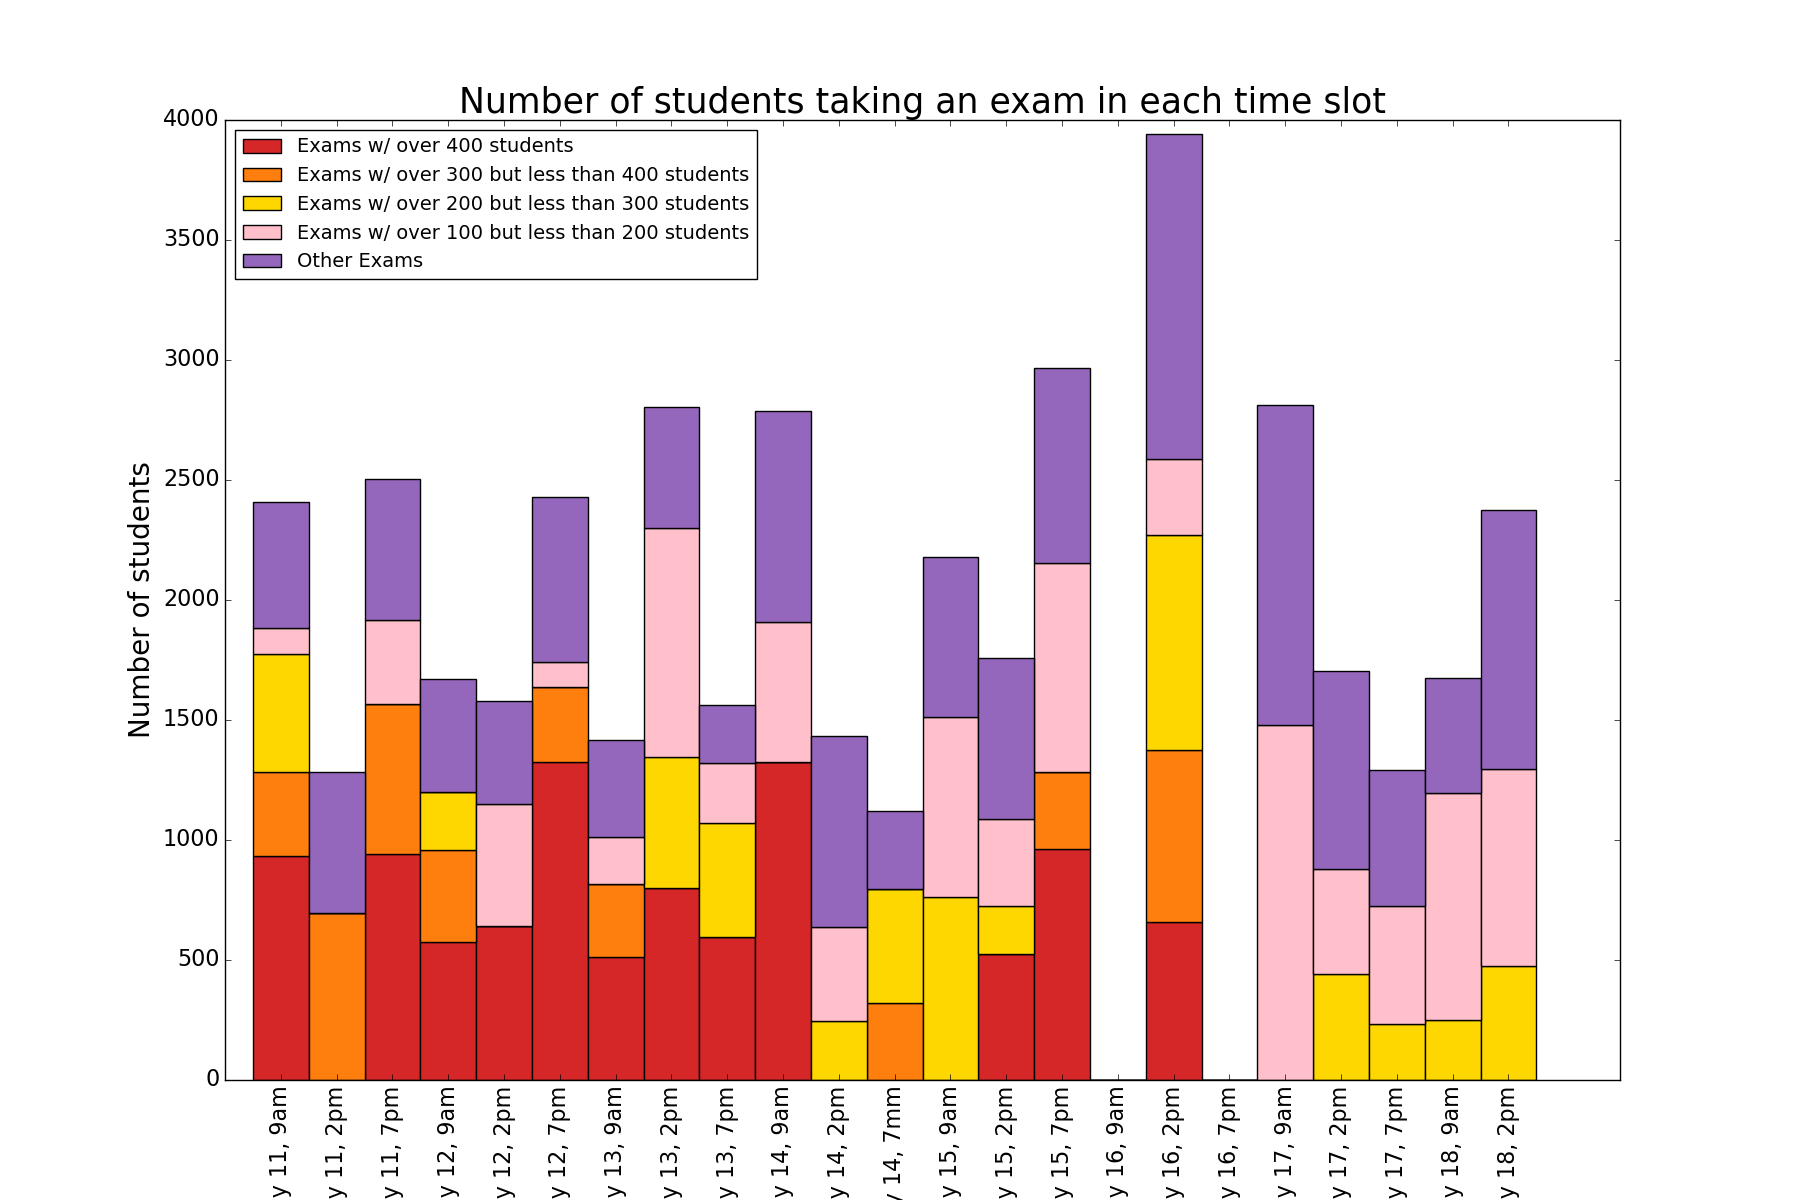 Number of students taking an exam in each time slot
Exams w/ over 400 students
Exams w/ over 300 but less than 400 students
Exams w/ over 200 but less than 300 students
Exams w/ over 100 but less than 200 students
Other Exams
Number of students
4000
3500
3000
2500
2000
1500
1000
500
0
y 11, 9am
y 11, 2pm
y 11, 7pm
y 12, 9am
y 12, 2pm
y 12, 7pm
y 13, 9am
y 13, 2pm
y 13, 7pm
y 14, 9am
y 14, 2pm
y 14, 7mm
y 15, 9am
y 15, 2pm
y 15, 7pm
y 16, 9am
y 16, 2pm
y 16, 7pm
y 17, 9am
y 17, 2pm
y 17, 7pm
y 18, 9am
y 18, 2pm